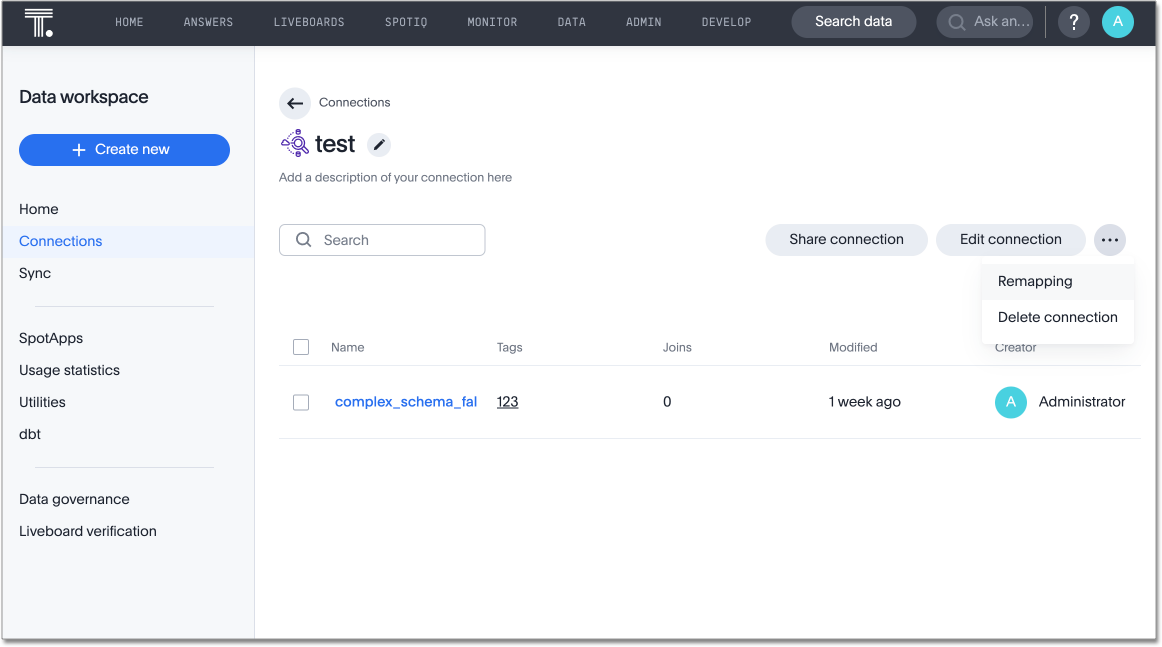 HOME ANSWERS LIVEBOARDS SPOTIQ MONITOR DATA ADMIN DEVELOP Search data Ask an... ? A
Data workspace
+ Create new
Home
Connections
Sync
SpotApps
Usage statistics
Utilities
dbt
Data governance
Liveboard verification
Connections
test
Add a description of your connection here
Search Share connection Edit connection ...
Remapping
Delete connection
Name Tags Joins Modified Creator
complex_schema_fal 123 0 1 week ago A Administrator